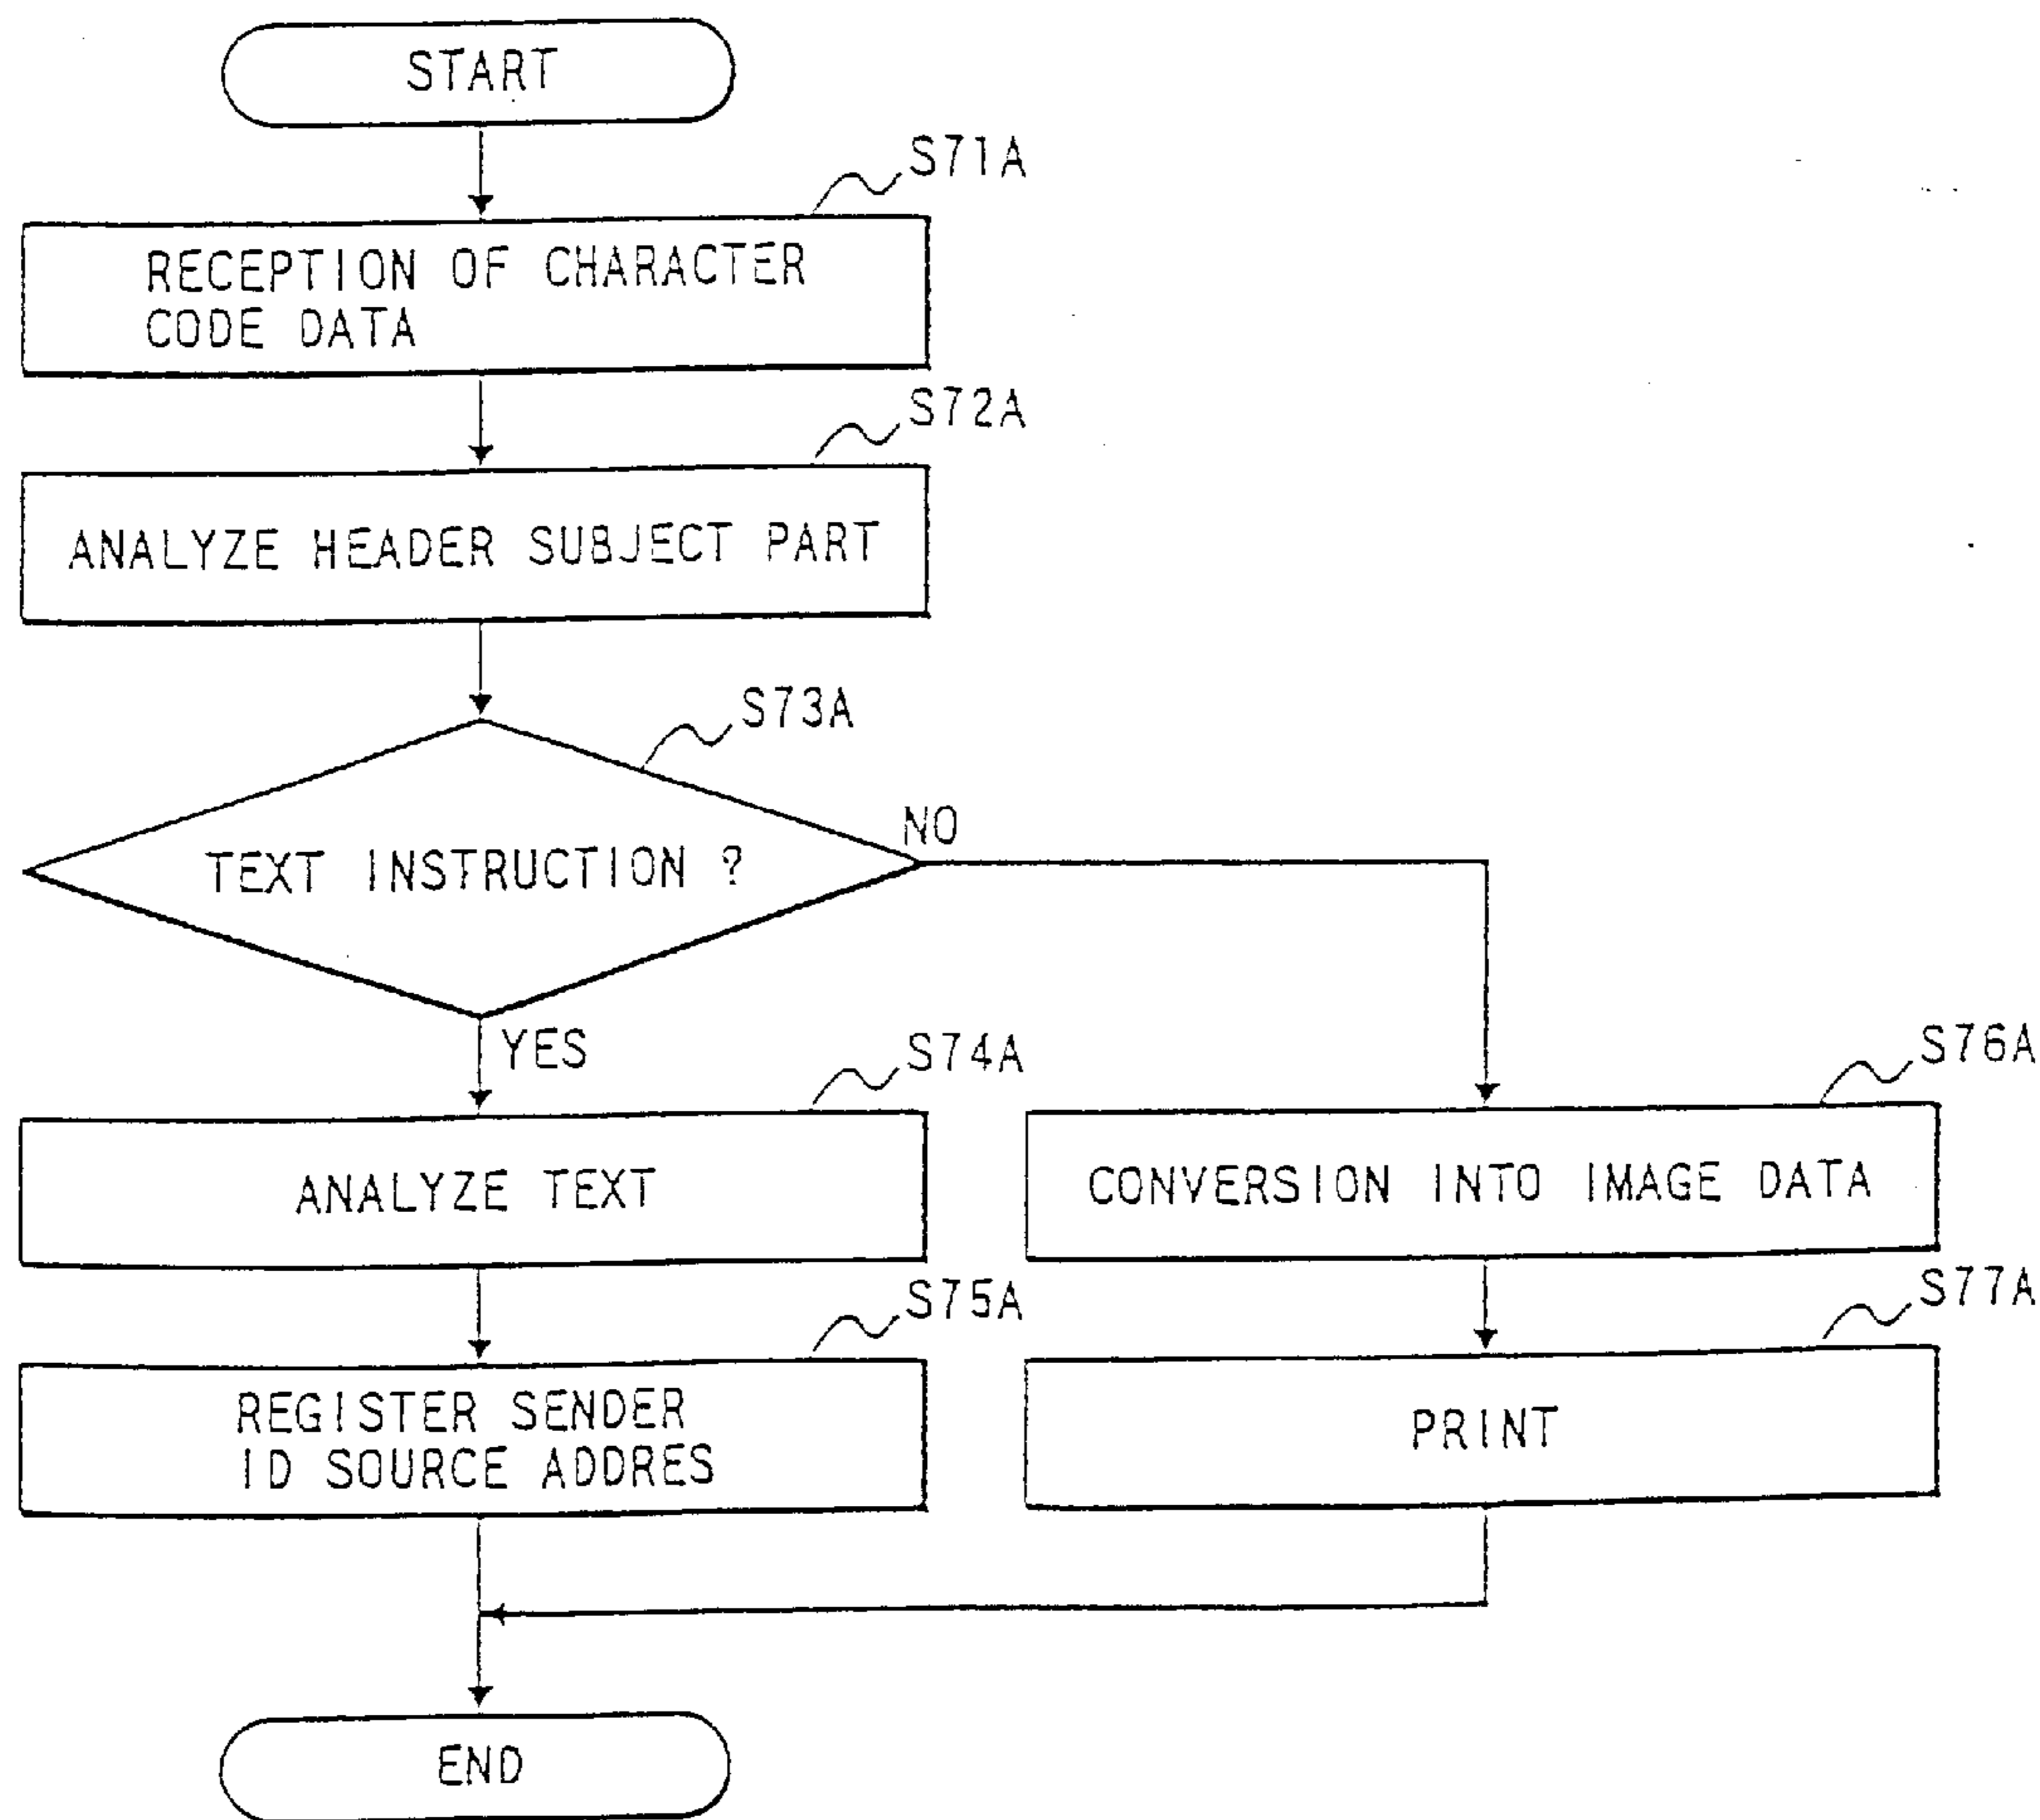 START
S71A
RECEPTION OF CHARACTER
CODE DATA
S72A
ANALYZE HEADER SUBJECT PART
S73A
TEXT INSTRUCTION ?
NO
YES
S74A
ANALYZE TEXT
S75A
REGISTER SENDER
ID SOURCE ADDRES
S76A
CONVERSION INTO IMAGE DATA
S77A
PRINT
END